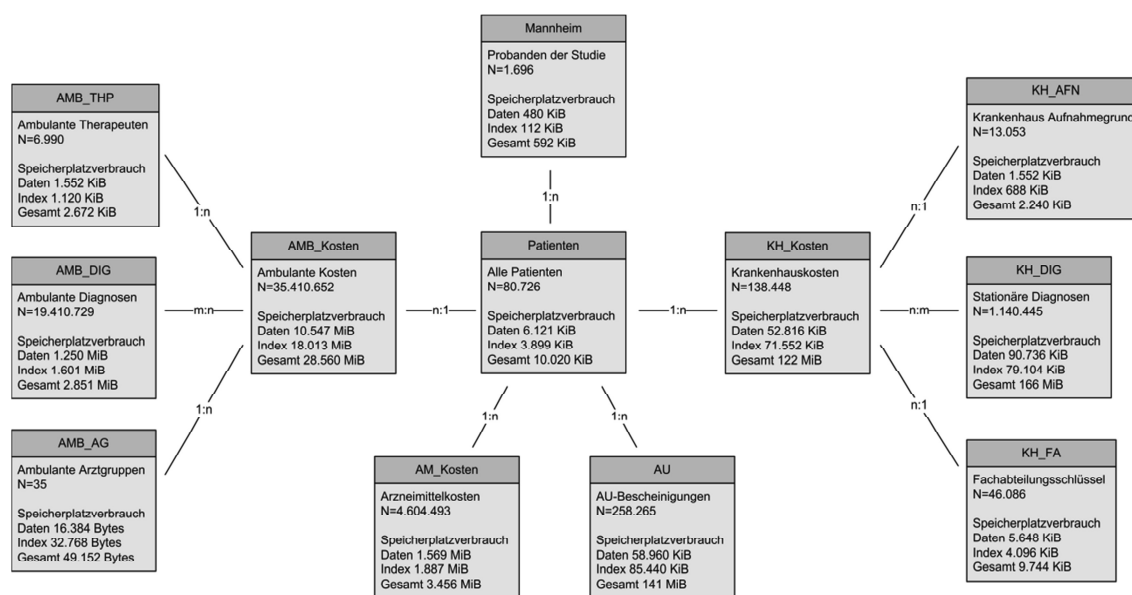 Mannheim
Probanden der Studie
N=1.696
Speicherplatzverbrauch
Daten 480 KiB
Index 112 KiB
Gesamt 592 KiB
AMB_THP
Ambulante Therapeuten
N=6.990
Speicherplatzverbrauch
Daten 1.552 KiB
Index 1.120 KiB
Gesamt 2.672 KiB
KH_AFN
Krankenhaus Aufnahmegrund
N=13.053
Speicherplatzverbrauch
Daten 1.552 KiB
Index 688 KiB
Gesamt 2.240 KiB
1:n
1:n
n:1
AMB_Kosten
Ambulante Kosten
N=35.410.652
Speicherplatzverbrauch
Daten 10.547 MiB
Index 18.013 MiB
Gesamt 28.560 MiB
Patienten
Alle Patienten
N=80.726
Speicherplatzverbrauch
Daten 6.121 KiB
Index 3.899 KiB
Gesamt 10.020 KiB
KH_Kosten
Krankenhauskosten
N=138.448
Speicherplatzverbrauch
Daten 52.816 KiB
Index 71.552 KiB
Gesamt 122 MiB
AMB_DIG
Ambulante Diagnosen
N=19.410.729
Speicherplatzverbrauch
Daten 1.250 MiB
Index 1.601 MiB
Gesamt 2.851 MiB
m:n
n:1
1:n
n:m
KH_DIG
Stationäre Diagnosen
N=1.140.445
Speicherplatzverbrauch
Daten 90.736 KiB
Index 79.104 KiB
Gesamt 166 MiB
1:n
1:n
1:n
n:1
AMB_AG
Ambulante Arztgruppen
N=35
Speicherplatzverbrauch
Daten 16.384 Bytes
Index 32.768 Bytes
Gesamt 49.152 Bytes
AM_Kosten
Arzneimittelkosten
N=4.604.493
Speicherplatzverbrauch
Daten 1.569 MiB
Index 1.887 MiB
Gesamt 3.456 MiB
AU
AU-Bescheinigungen
N=258.265
Speicherplatzverbrauch
Daten 58.960 KiB
Index 85.440 KiB
Gesamt 141 MiB
KH_FA
Fachabteilungsschlüssel
N=46.086
Speicherplatzverbrauch
Daten 5.648 KiB
Index 4.096 KiB
Gesamt 9.744 KiB